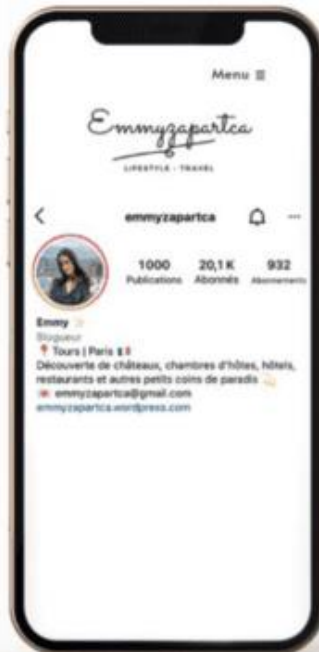 Menu ≡
Emmyzapartca
LIFESTYLE - TRAVEL
emmyzapartca
1000 20,1 K 932
Publications Abonnés Abonnements
Emmy
Blogueur
Tours | Paris
Découverte de châteaux, chambres d'hôtes, hôtels,
restaurants et autres petits coins de paradis
emmyzapartca@gmail.com
emmyzapartca.wordpress.com